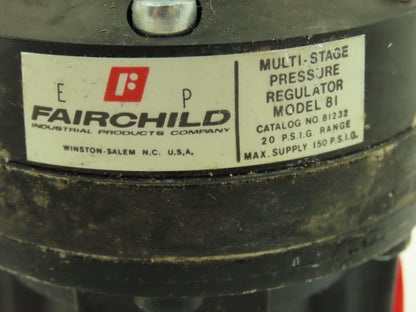 E P
FAIRCHILD
INDUSTRIAL PRODUCTS COMPANY
WINSTON-SALEM N.C. U.S.A.
MULTI-STAGE
PRESSURE
REGULATOR
MODEL 81
CATALOG NO. 81232
20 P.S.I.G. RANGE
MAX. SUPPLY 150 P.S.I.G.